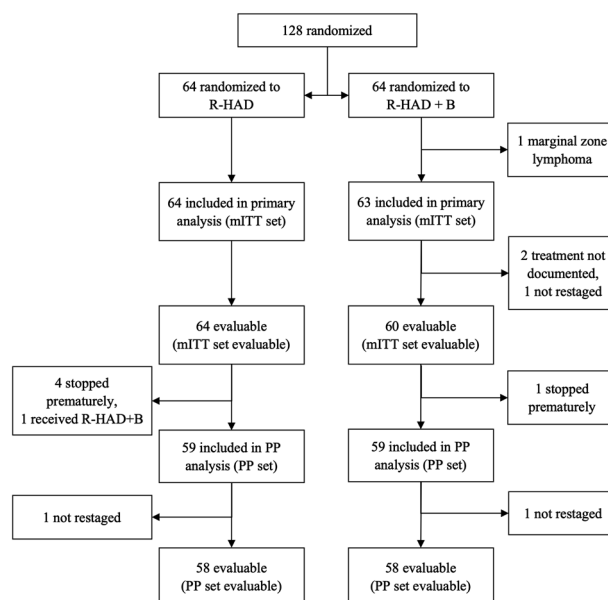 128 randomized
64 randomized to
R-HAD
64 randomized to
R-HAD + B
1 marginal zone
lymphoma
64 included in primary
analysis (mITT set)
63 included in primary
analysis (mITT set)
2 treatment not
documented,
1 not restaged
64 evaluable
(mITT set evaluable)
60 evaluable
(mITT set evaluable)
4 stopped
prematurely,
1 received R-HAD+B
1 stopped
prematurely
59 included in PP
analysis (PP set)
59 included in PP
analysis (PP set)
1 not restaged
1 not restaged
58 evaluable
(PP set evaluable)
58 evaluable
(PP set evaluable)